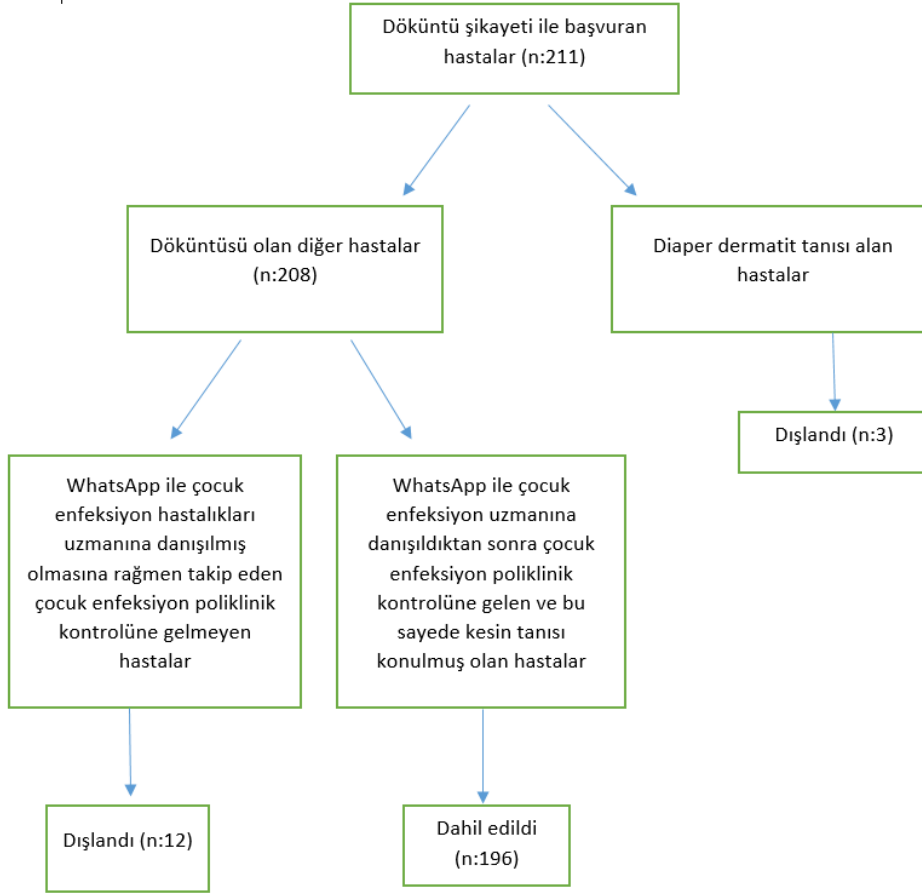 Döküntü şikayeti ile başvuran
hastalar (n:211)
Döküntüsü olan diğer hastalar
(n:208)
Diaper dermatit tanısı alan
hastalar
Dışlandı (n:3)
WhatsApp ile çocuk
enfeksiyon hastalıkları
uzmanına danışılmış
olmasına rağmen takip eden
çocuk enfeksiyon poliklinik
kontrolüne gelmeyen
hastalar
WhatsApp ile çocuk
enfeksiyon uzmanına
danışıldıktan sonra çocuk
enfeksiyon poliklinik
kontrolüne gelen ve bu
sayede kesin tanısı
konulmuş olan hastalar
Dışlandı (n:12)
Dahil edildi
(n:196)